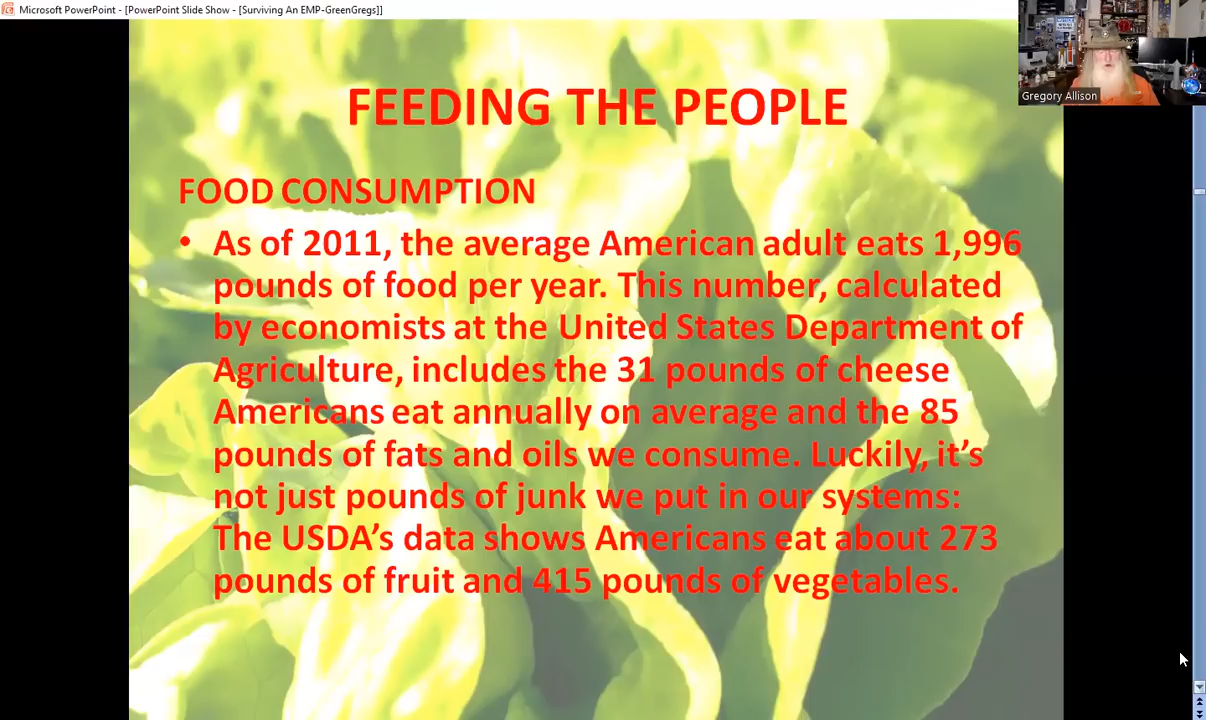 Microsoft PowerPoint - [PowerPoint Slide Show - [Surviving An EMP-GreenGregs]]
Gregory Allison
FEEDING THE PEOPLE
FOOD CONSUMPTION
• As of 2011, the average American adult eats 1,996
pounds of food per year. This number, calculated
by economists at the United States Department of
Agriculture, includes the 31 pounds of cheese
Americans eat annually on average and the 85
pounds of fats and oils we consume. Luckily, it’s
not just pounds of junk we put in our systems:
The USDA’s data shows Americans eat about 273
pounds of fruit and 415 pounds of vegetables.